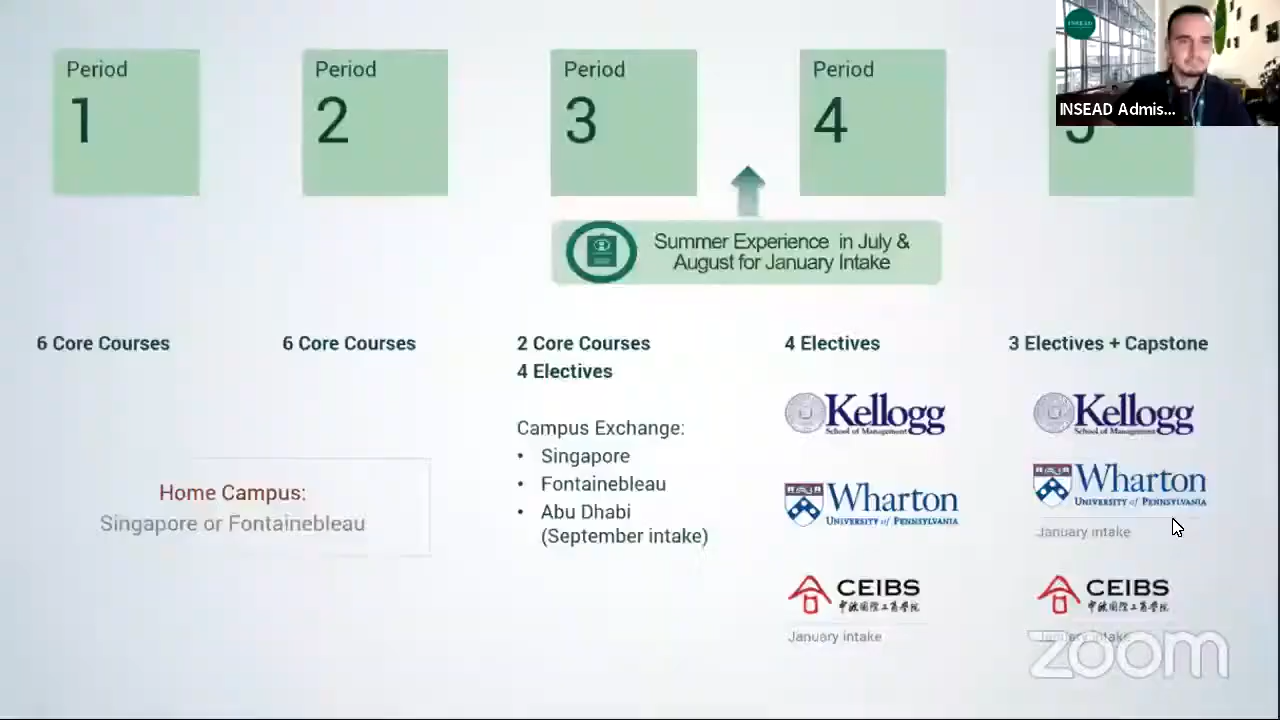 Period
1
Period
2
Period
3
Period
4
5
INSEAD
INSEAD Admis...
Summer Experience in July &
August for January Intake
6 Core Courses
6 Core Courses
2 Core Courses
4 Electives
4 Electives
3 Electives + Capstone
Home Campus:
Singapore or Fontainebleau
Campus Exchange:
• Singapore
• Fontainebleau
• Abu Dhabi
(September intake)
Kellogg
School of Management
Wharton
UNIVERSITY of PENNSYLVANIA
CEIBS
中欧国际工商学院
January intake
Kellogg
School of Management
Wharton
UNIVERSITY of PENNSYLVANIA
January intake
CEIBS
中欧国际工商学院
January intake
zoom